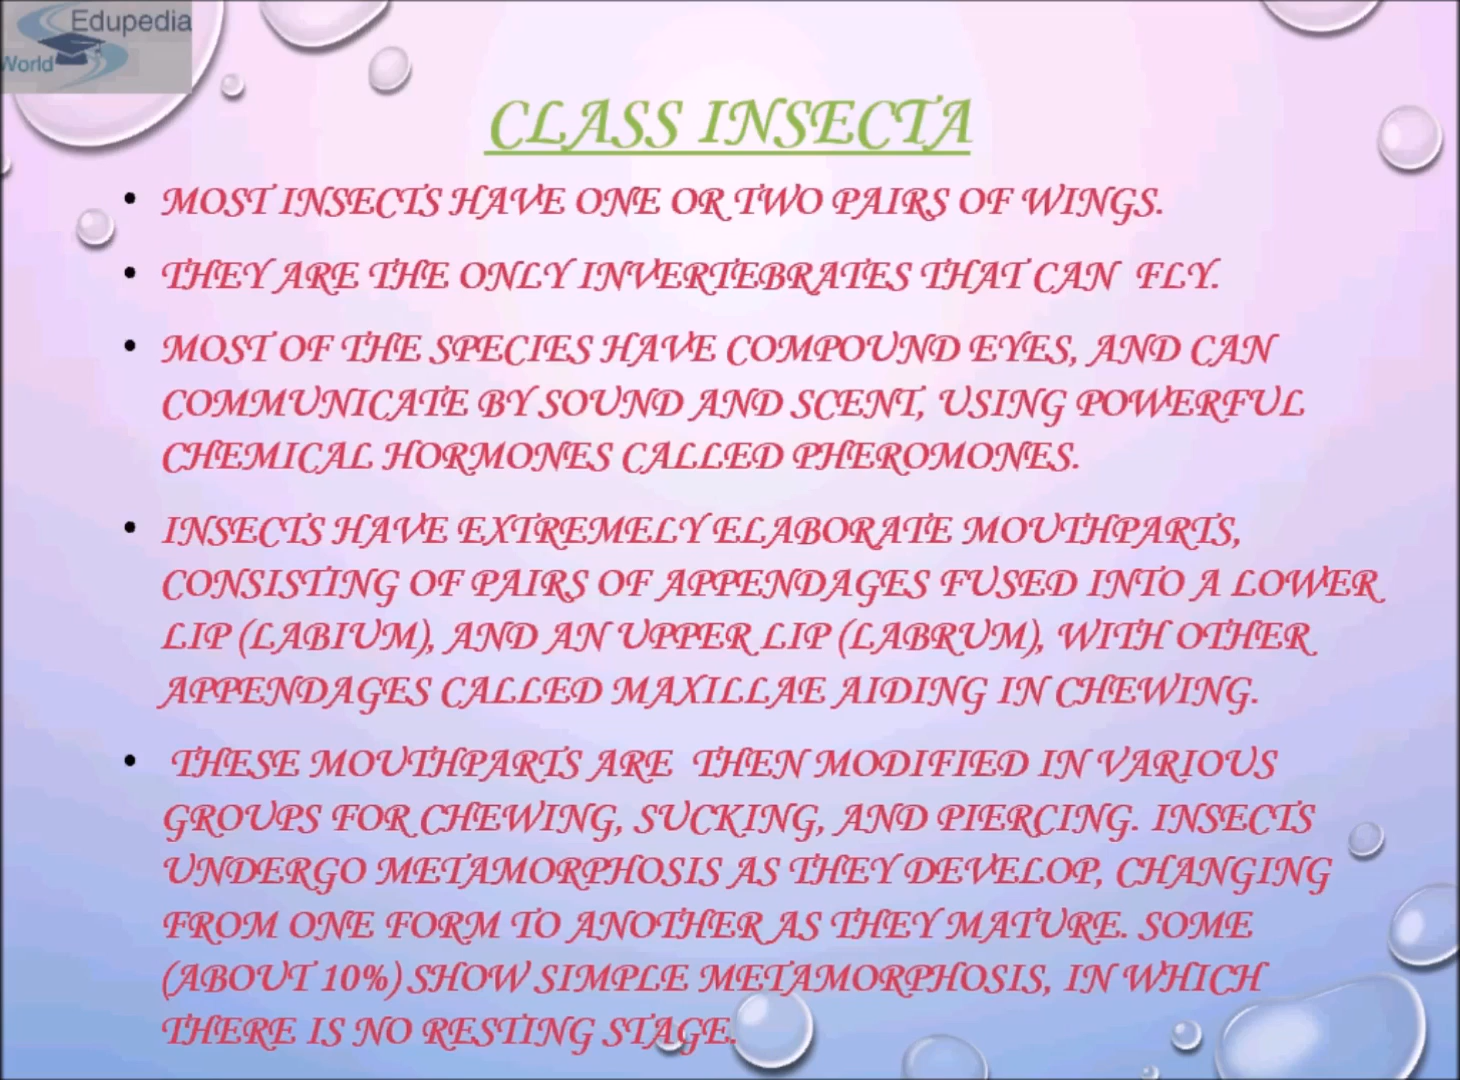 Edupedia
World
CLASS INSECTA
• MOST INSECTS HAVE ONE OR TWO PAIRS OF WINGS.
• THEY ARE THE ONLY INVERTEBRATES THAT CAN FLY.
• MOST OF THE SPECIES HAVE COMPOUND EYES, AND CAN
COMMUNICATE BY SOUND AND SCENT, USING POWERFUL
CHEMICAL HORMONES CALLED PHEROMONES.
• INSECTS HAVE EXTREMELY ELABORATE MOUTHPARTS,
CONSISTING OF PAIRS OF APPENDAGES FUSED INTO A LOWER
LIP (LABIUM), AND AN UPPER LIP (LABRUM), WITH OTHER
APPENDAGES CALLED MAXILLAE AIDING IN CHEWING.
• THESE MOUTHPARTS ARE THEN MODIFIED IN VARIOUS
GROUPS FOR CHEWING, SUCKING, AND PIERCING. INSECTS
UNDERGO METAMORPHOSIS AS THEY DEVELOP, CHANGING
FROM ONE FORM TO ANOTHER AS THEY MATURE. SOME
(ABOUT 10%) SHOW SIMPLE METAMORPHOSIS, IN WHICH
THERE IS NO RESTING STAGE.